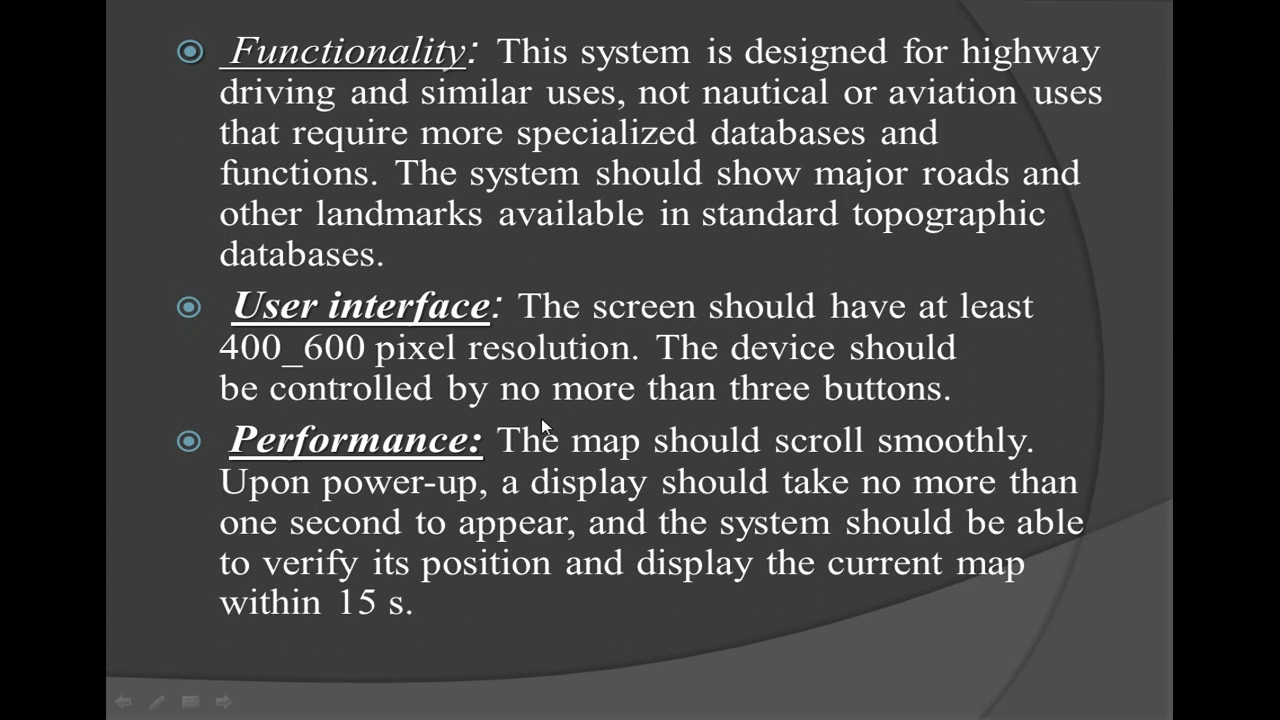 Functionality: This system is designed for highway
driving and similar uses, not nautical or aviation uses
that require more specialized databases and
functions. The system should show major roads and
other landmarks available in standard topographic
databases.
User interface: The screen should have at least
400_600 pixel resolution. The device should
be controlled by no more than three buttons.
Performance: The map should scroll smoothly.
Upon power-up, a display should take no more than
one second to appear, and the system should be able
to verify its position and display the current map
within 15 s.